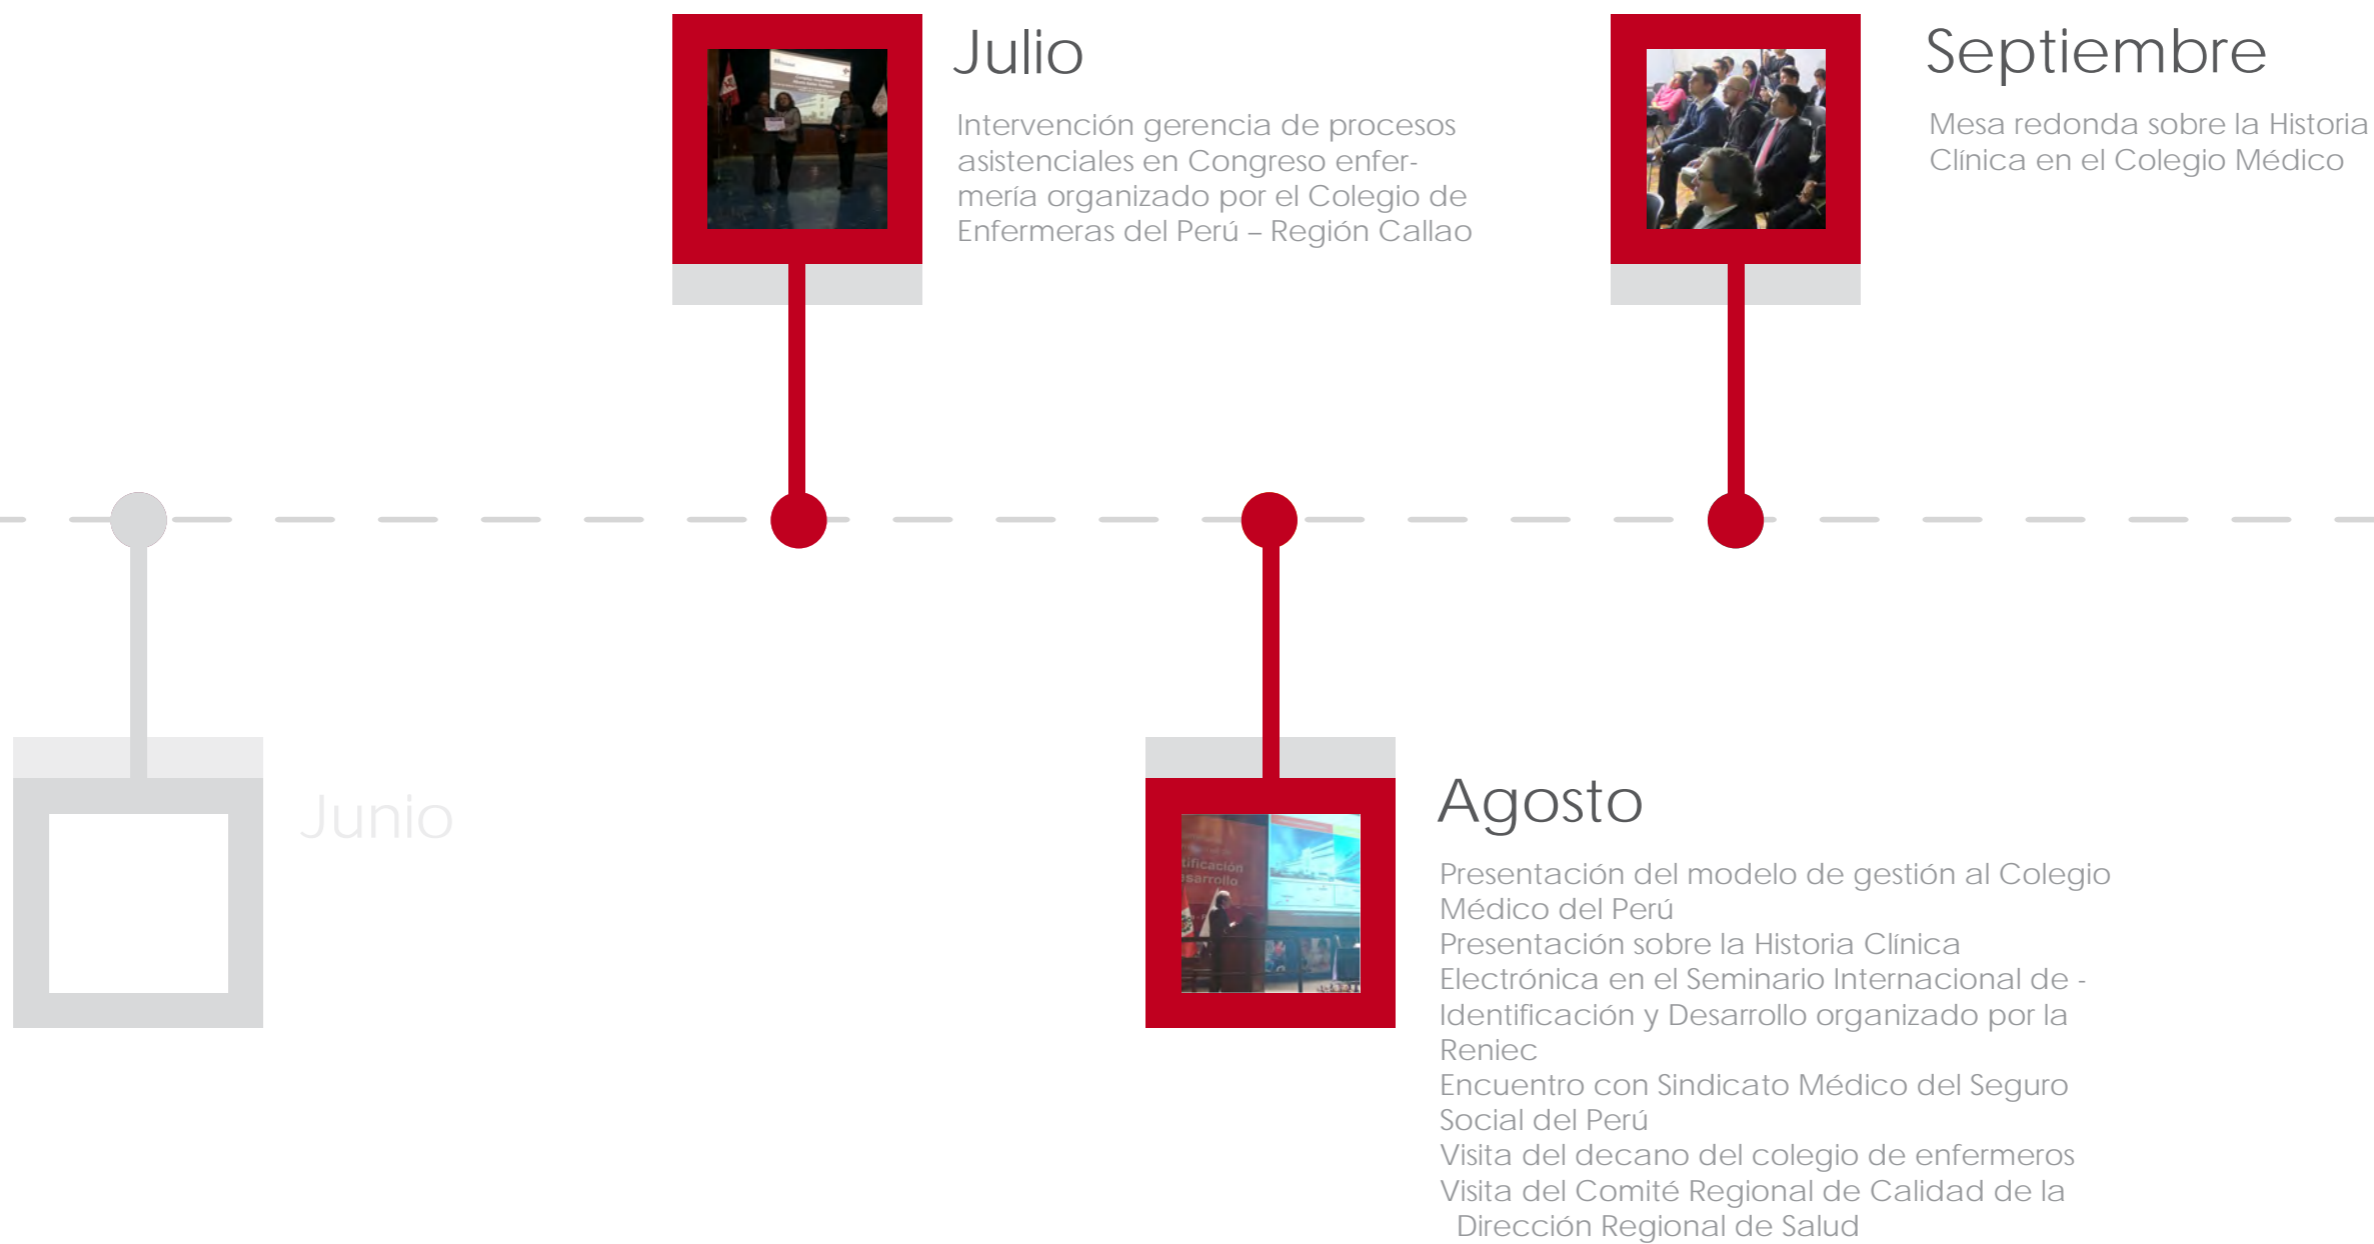 Julio
Intervención gerencia de procesos
asistenciales en Congreso enfer-
mería organizado por el Colegio de
Enfermeras del Perú – Región Callao
Septiembre
Mesa redonda sobre la Historia
Clínica en el Colegio Médico
Junio
Agosto
Presentación del modelo de gestión al Colegio
Médico del Perú
Presentación sobre la Historia Clínica
Electrónica en el Seminario Internacional de -
Identificación y Desarrollo organizado por la
Reniec
Encuentro con Sindicato Médico del Seguro
Social del Perú
Visita del decano del colegio de enfermeros
Visita del Comité Regional de Calidad de la
Dirección Regional de Salud
tificación
sarrollo